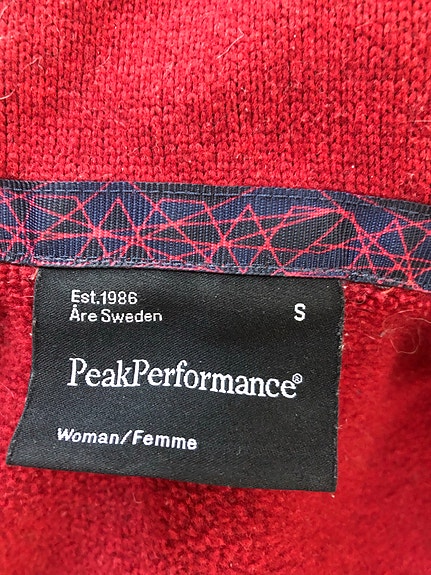 Est.1986
Åre Sweden
S
PeakPerformance®
Woman/Femme